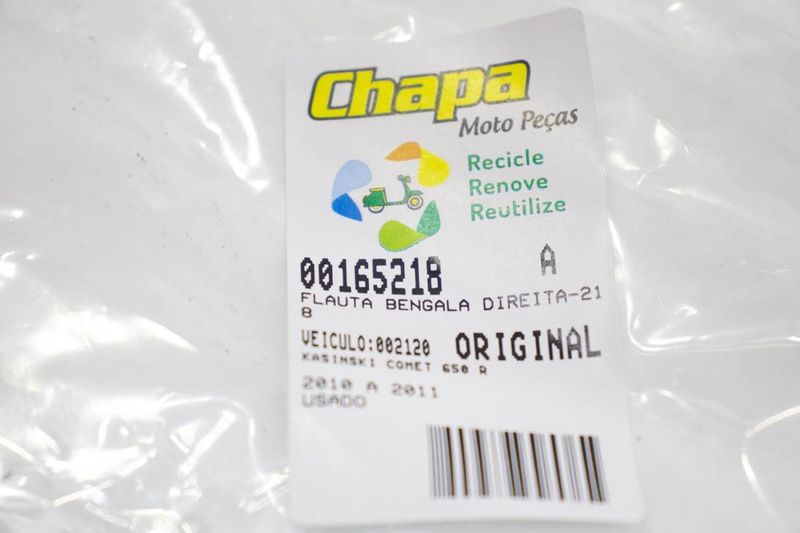 Chapa
Moto Peças
Recicle
Renove
Reutilize
00165218 A
FLAUTA BENGALA DIREITA-21
8
VEICULO:002120 ORIGINAL
KASINSKI COMET 650 R
2010 A 2011
USADO